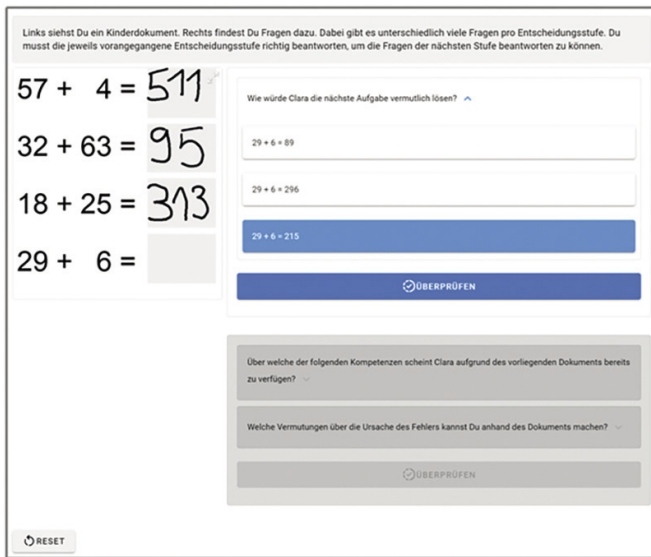 Links siehst Du ein Kinderdokument. Rechts findest Du Fragen dazu. Dabei gibt es unterschiedlich viele Fragen pro Entscheidungsstufe. Du
musst die jeweils vorangegangene Entscheidungsstufe richtig beantworten, um die Fragen der nächsten Stufe beantworten zu können.
57 + 4 = 511
32 + 63 = 95
18 + 25 = 313
29 + 6 =
Wie würde Clara die nächste Aufgabe vermutlich lösen?
29 + 6 = 89
29 + 6 = 296
29 + 6 = 215
ÜBERPRÜFEN
Über welche der folgenden Kompetenzen scheint Clara aufgrund des vorliegenden Dokuments bereits
zu verfügen?
Welche Vermutungen über die Ursache des Fehlers kannst Du anhand des Dokuments machen?
ÜBERPRÜFEN
RESET